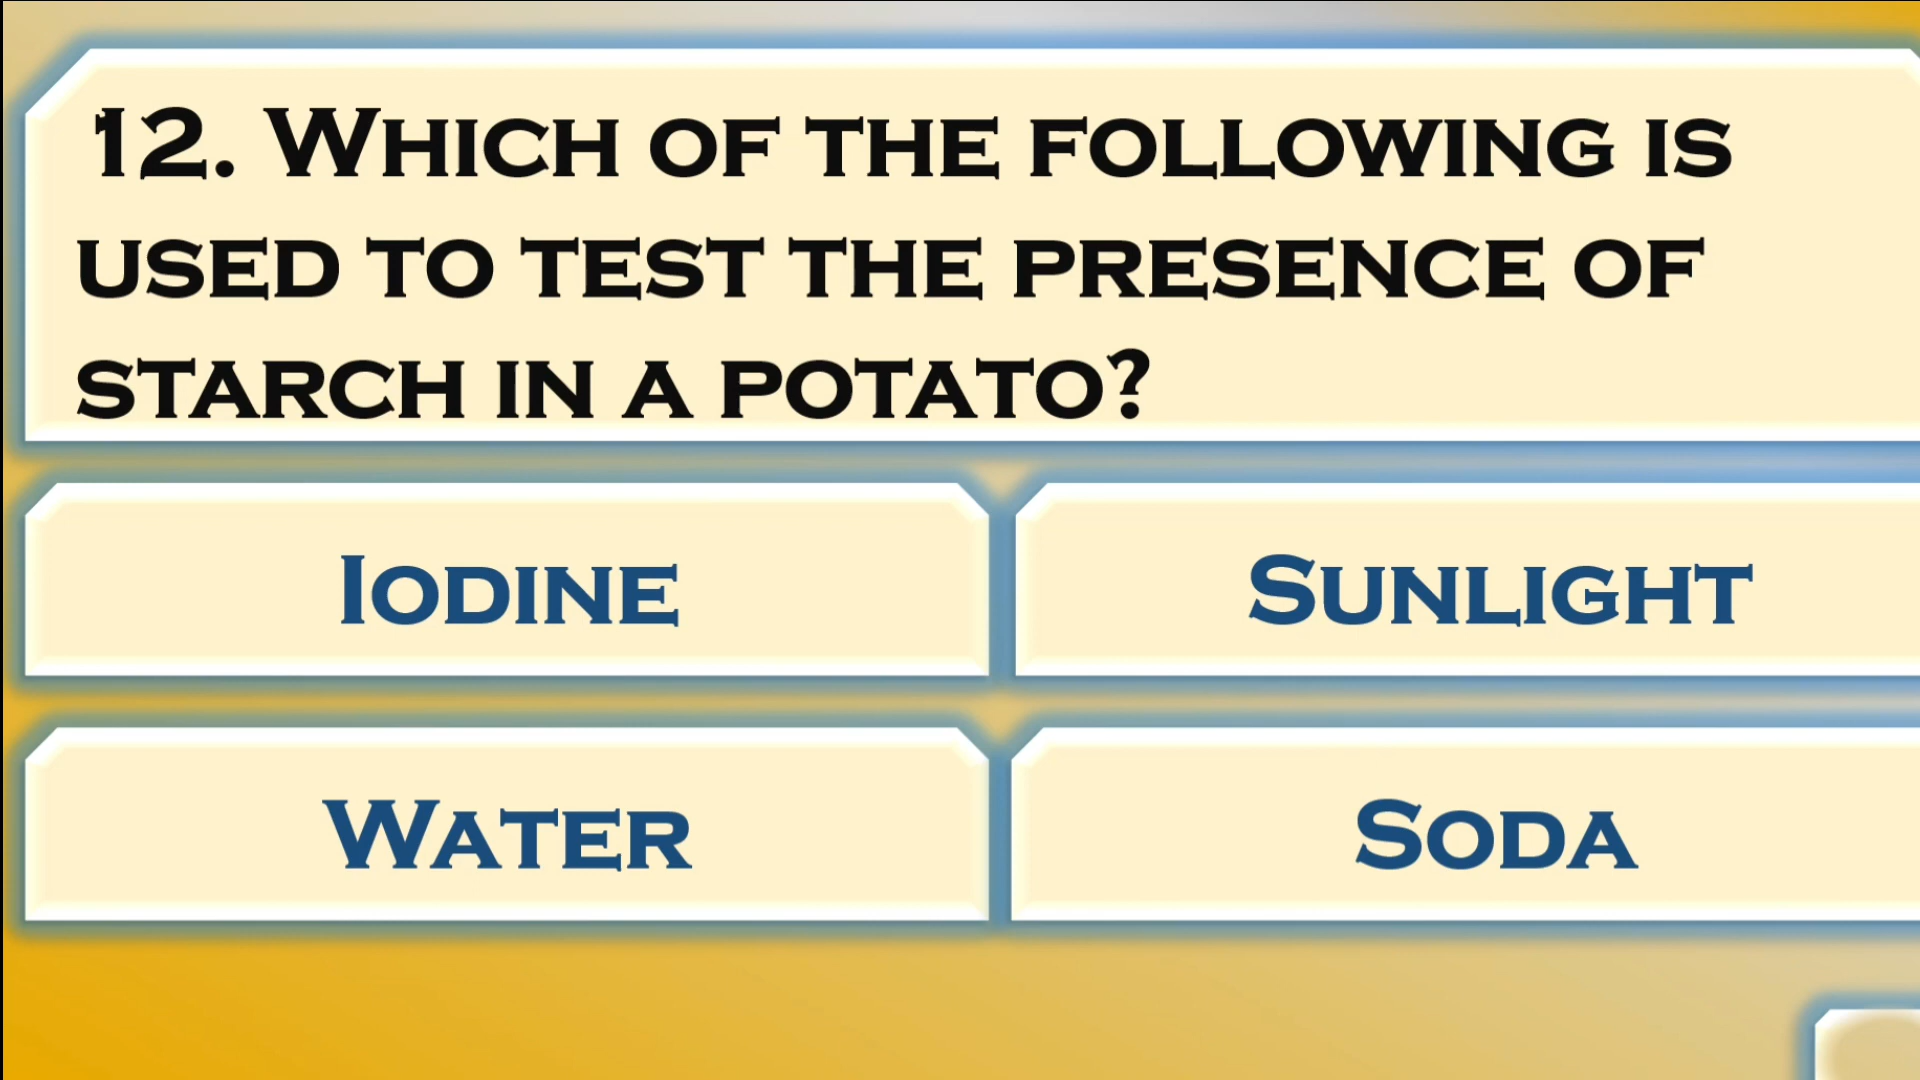 12. Which of the following is
used to test the presence of
starch in a potato?
Iodine
Sunlight
Water
Soda